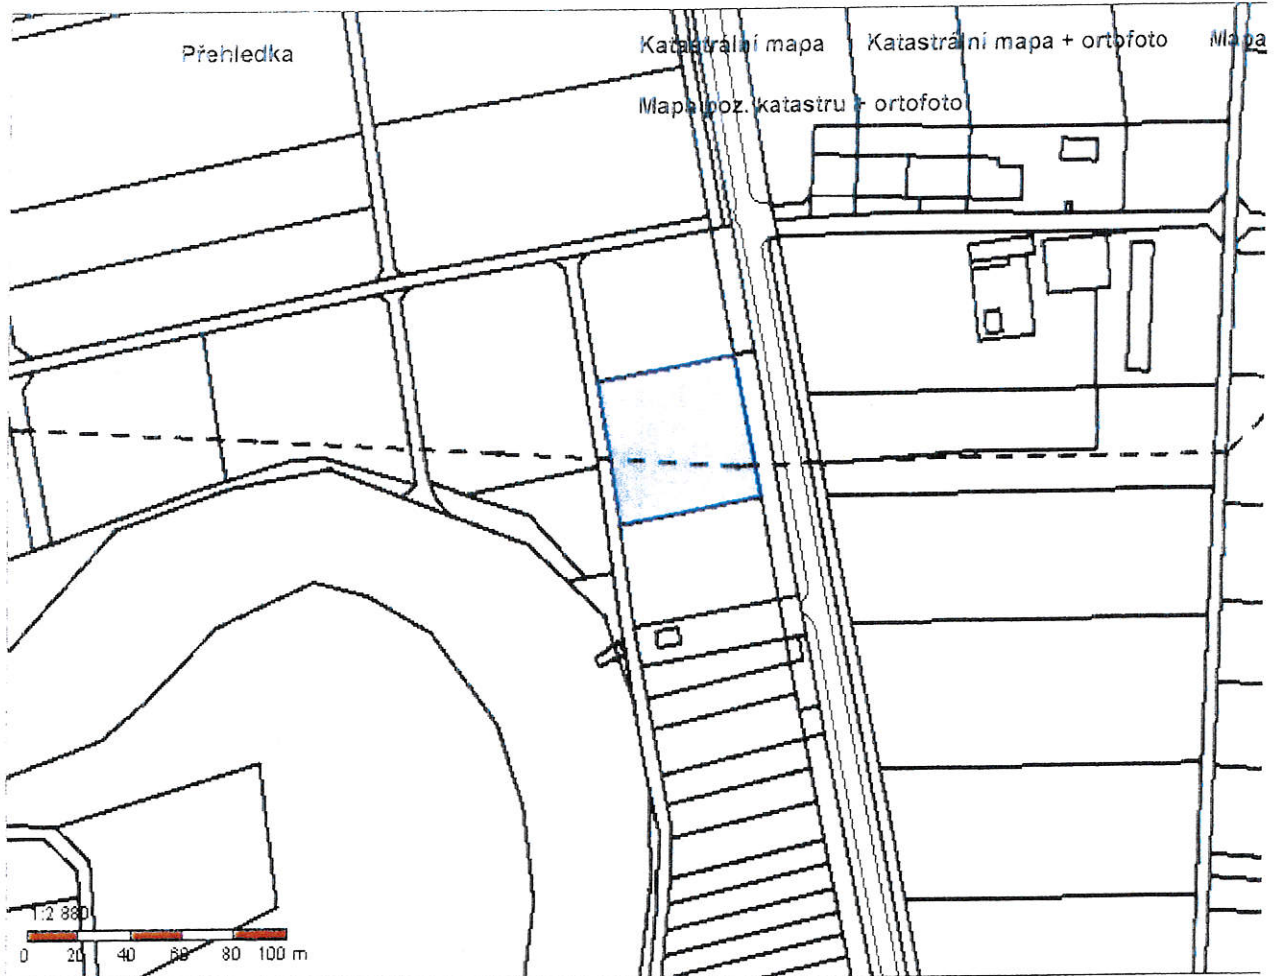 Přehledka
Katastrální mapa
Katastrální mapa + ortofoto
Mapa
Mapa poz. katastru + ortofoto
1:2 880
0 20 40 60 80 100 m